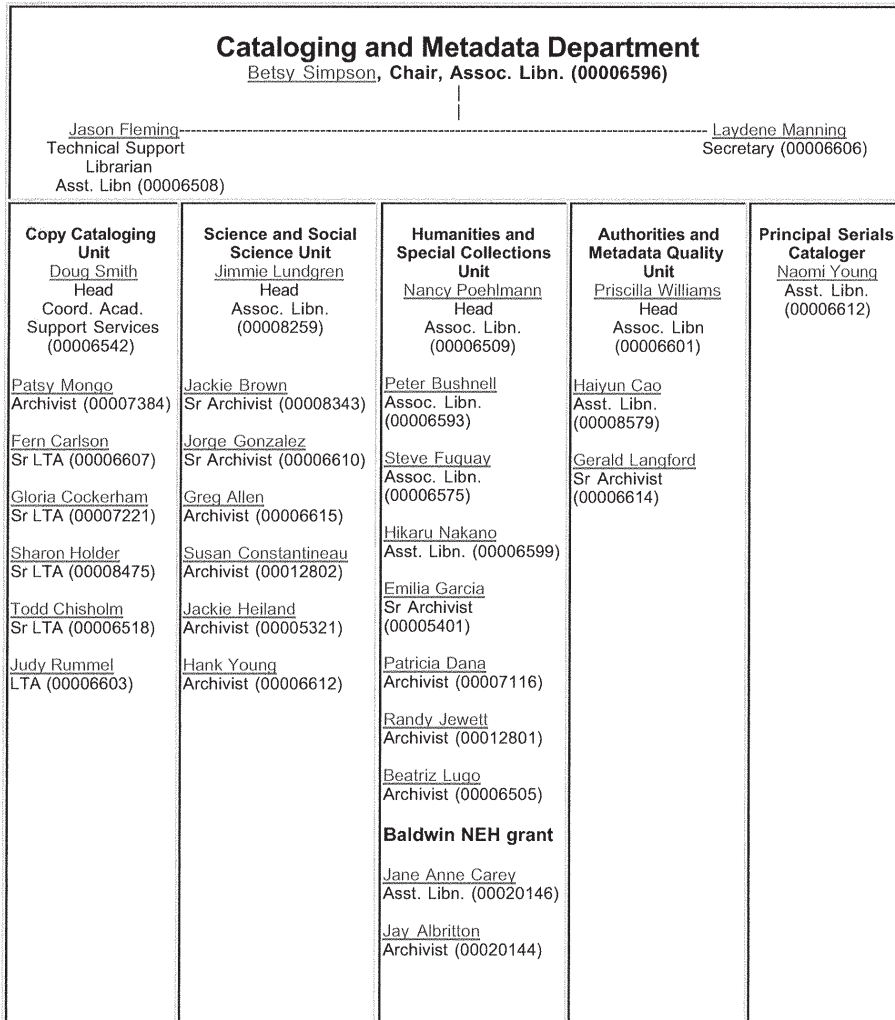 Cataloging and Metadata Department
Betsy Simpson, Chair, Assoc. Libn. (00006596)
Jason Fleming
Technical Support
Librarian
Asst. Libn (00006508)
Laydene Manning
Secretary (00006606)
Copy Cataloging
Unit
Doug Smith
Head
Coord. Acad.
Support Services
(00006542)
Patsy Mongo
Archivist (00007384)
Fern Carlson
Sr LTA (00006607)
Gloria Cockerham
Sr LTA (00007221)
Sharon Holder
Sr LTA (00008475)
Todd Chisholm
Sr LTA (00006518)
Judy Rummel
LTA (00006603)
Science and Social
Science Unit
Jimmie Lundgren
Head
Assoc. Libn.
(00008259)
Jackie Brown
Sr Archivist (00008343)
Jorge Gonzalez
Sr Archivist (00006610)
Greg Allen
Archivist (00006615)
Susan Constantineau
Archivist (00012802)
Jackie Heiland
Archivist (00005321)
Hank Young
Archivist (00006612)
Humanities and
Special Collections
Unit
Nancy Poehlmann
Head
Assoc. Libn.
(00006509)
Peter Bushnell
Assoc. Libn.
(00006593)
Steve Fuquay
Assoc. Libn.
(00006575)
Hikaru Nakano
Asst. Libn. (00006599)
Emilia Garcia
Sr Archivist
(00005401)
Patricia Dana
Archivist (00007116)
Randy Jewett
Archivist (00012801)
Beatriz Lugo
Archivist (00006505)
Baldwin NEH grant
Jane Anne Carey
Asst. Libn. (00020146)
Jay Albritton
Archivist (00020144)
Authorities and
Metadata Quality
Unit
Priscilla Williams
Head
Assoc. Libn
(00006601)
Haiyun Cao
Asst. Libn.
(00008579)
Gerald Langford
Sr Archivist
(00006614)
Principal Serials
Cataloger
Naomi Young
Asst. Libn.
(00006612)